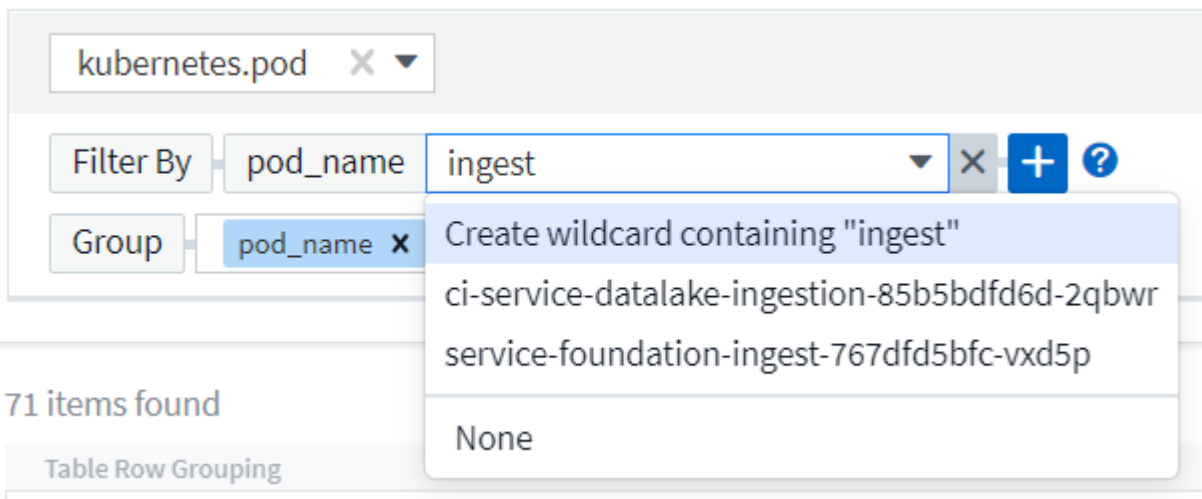 kubernetes.pod
Filter By pod_name ingest
Group pod_name
Create wildcard containing "ingest"
ci-service-datalake-ingestion-85b5bdfd6d-2qbwr
service-foundation-ingest-767dfd5bfc-vxd5p
None
71 items found
Table Row Grouping